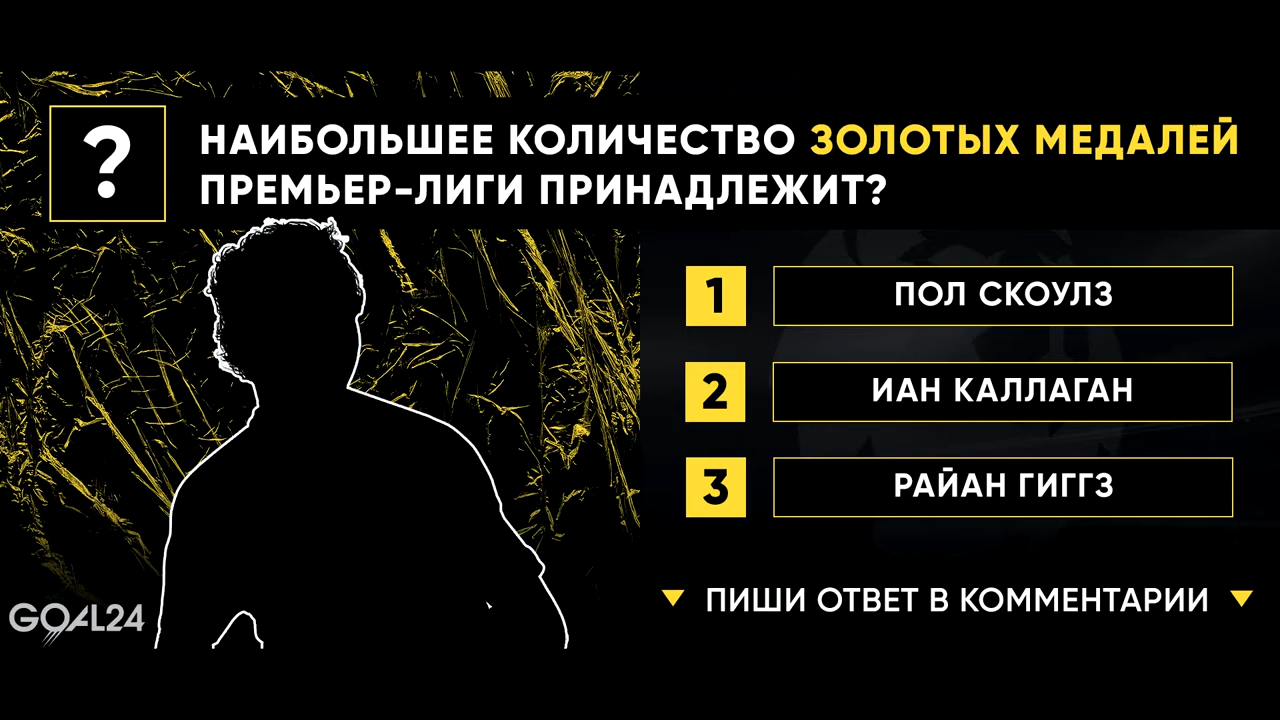 ?
НАИБОЛЬШЕЕ КОЛИЧЕСТВО ЗОЛОТЫХ МЕДАЛЕЙ
ПРЕМЬЕР-ЛИГИ ПРИНАДЛЕЖИТ?
1 ПОЛ СКОУЛЗ
2 ИАН КАЛЛАГАН
3 РАЙАН ГИГГЗ
ПИШИ ОТВЕТ В КОММЕНТАРИИ
GOAL24